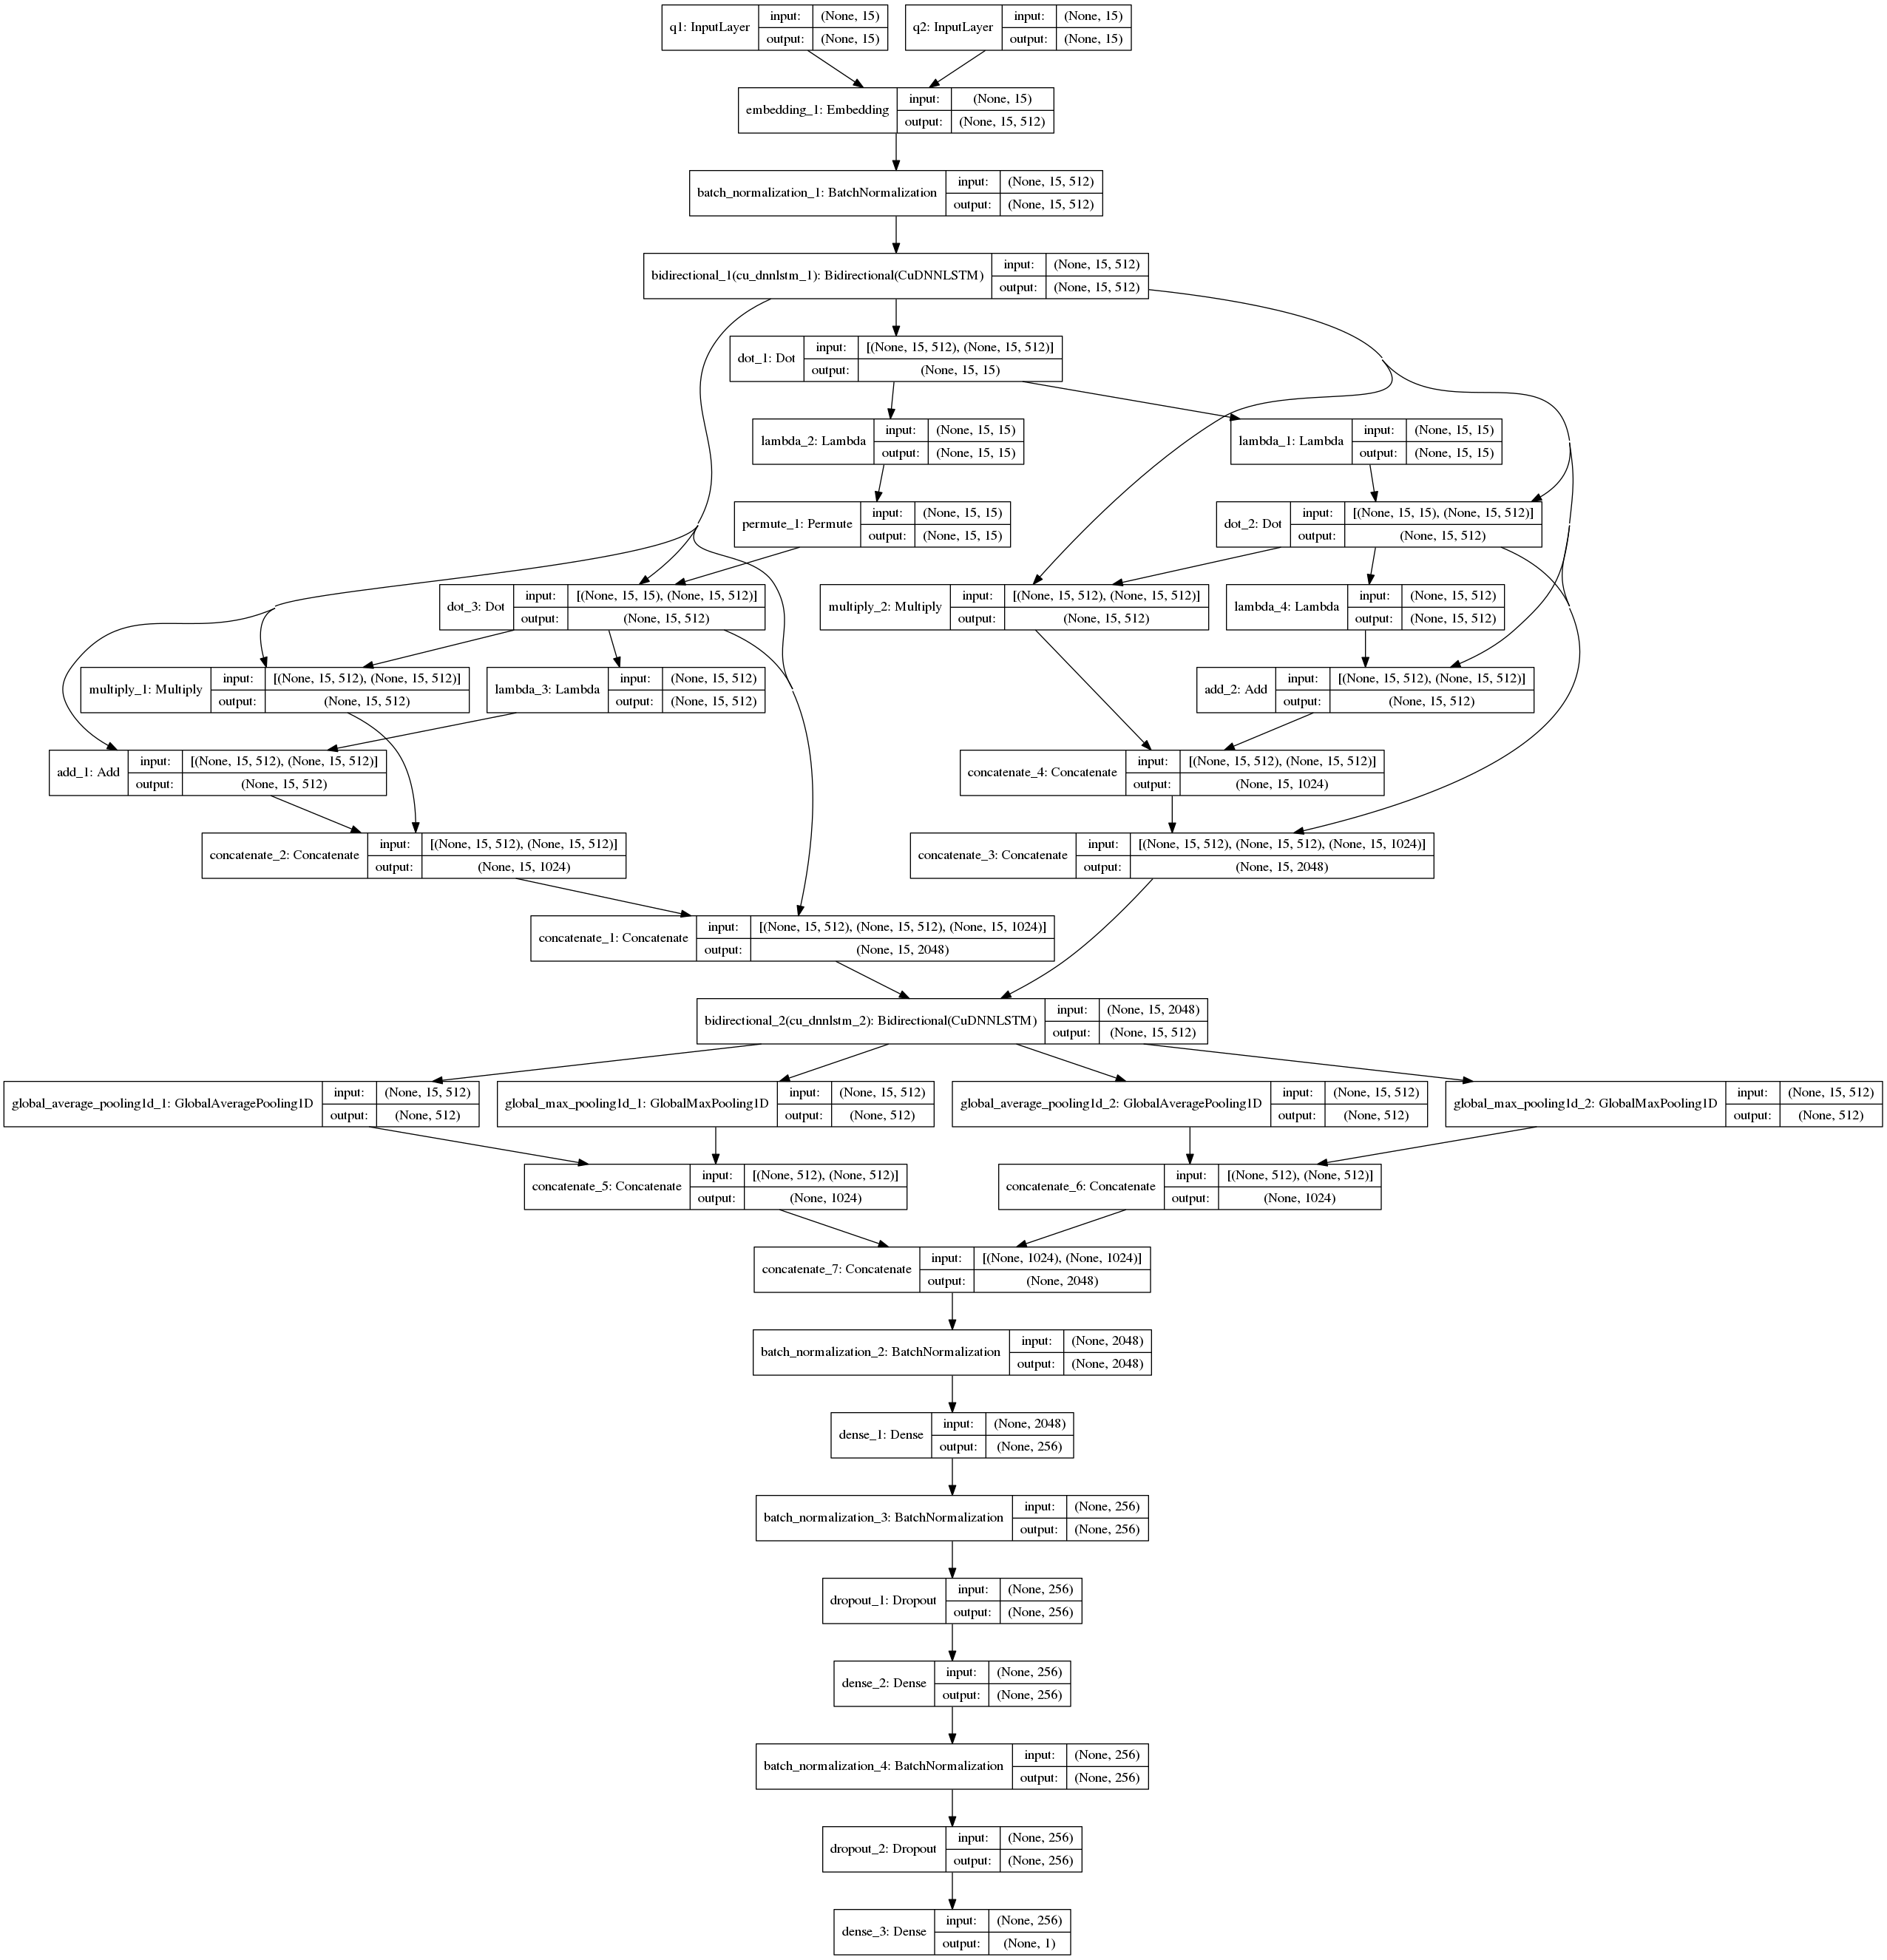 q1: InputLayer input: (None, 15)
output: (None, 15)
q2: InputLayer input: (None, 15)
output: (None, 15)
embedding_1: Embedding input: (None, 15)
output: (None, 15, 512)
batch_normalization_1: BatchNormalization input: (None, 15, 512)
output: (None, 15, 512)
bidirectional_1(cu_dnnlstm_1): Bidirectional(CuDNNLSTM) input: (None, 15, 512)
output: (None, 15, 512)
dot_1: Dot input: [(None, 15, 512), (None, 15, 512)]
output: (None, 15, 15)
lambda_2: Lambda input: (None, 15, 15)
output: (None, 15, 15)
lambda_1: Lambda input: (None, 15, 15)
output: (None, 15, 15)
permute_1: Permute input: (None, 15, 15)
output: (None, 15, 15)
dot_2: Dot input: [(None, 15, 15), (None, 15, 512)]
output: (None, 15, 512)
dot_3: Dot input: [(None, 15, 15), (None, 15, 512)]
output: (None, 15, 512)
multiply_2: Multiply input: [(None, 15, 512), (None, 15, 512)]
output: (None, 15, 512)
lambda_4: Lambda input: (None, 15, 512)
output: (None, 15, 512)
multiply_1: Multiply input: [(None, 15, 512), (None, 15, 512)]
output: (None, 15, 512)
lambda_3: Lambda input: (None, 15, 512)
output: (None, 15, 512)
add_2: Add input: [(None, 15, 512), (None, 15, 512)]
output: (None, 15, 512)
add_1: Add input: [(None, 15, 512), (None, 15, 512)]
output: (None, 15, 512)
concatenate_4: Concatenate input: [(None, 15, 512), (None, 15, 512)]
output: (None, 15, 1024)
concatenate_2: Concatenate input: [(None, 15, 512), (None, 15, 512)]
output: (None, 15, 1024)
concatenate_3: Concatenate input: [(None, 15, 512), (None, 15, 512), (None, 15, 1024)]
output: (None, 15, 2048)
concatenate_1: Concatenate input: [(None, 15, 512), (None, 15, 512), (None, 15, 1024)]
output: (None, 15, 2048)
bidirectional_2(cu_dnnlstm_2): Bidirectional(CuDNNLSTM) input: (None, 15, 2048)
output: (None, 15, 512)
global_average_pooling1d_1: GlobalAveragePooling1D input: (None, 15, 512)
output: (None, 512)
global_max_pooling1d_1: GlobalMaxPooling1D input: (None, 15, 512)
output: (None, 512)
global_average_pooling1d_2: GlobalAveragePooling1D input: (None, 15, 512)
output: (None, 512)
global_max_pooling1d_2: GlobalMaxPooling1D input: (None, 15, 512)
output: (None, 512)
concatenate_5: Concatenate input: [(None, 512), (None, 512)]
output: (None, 1024)
concatenate_6: Concatenate input: [(None, 512), (None, 512)]
output: (None, 1024)
concatenate_7: Concatenate input: [(None, 1024), (None, 1024)]
output: (None, 2048)
batch_normalization_2: BatchNormalization input: (None, 2048)
output: (None, 2048)
dense_1: Dense input: (None, 2048)
output: (None, 256)
batch_normalization_3: BatchNormalization input: (None, 256)
output: (None, 256)
dropout_1: Dropout input: (None, 256)
output: (None, 256)
dense_2: Dense input: (None, 256)
output: (None, 256)
batch_normalization_4: BatchNormalization input: (None, 256)
output: (None, 256)
dropout_2: Dropout input: (None, 256)
output: (None, 256)
dense_3: Dense input: (None, 256)
output: (None, 1)